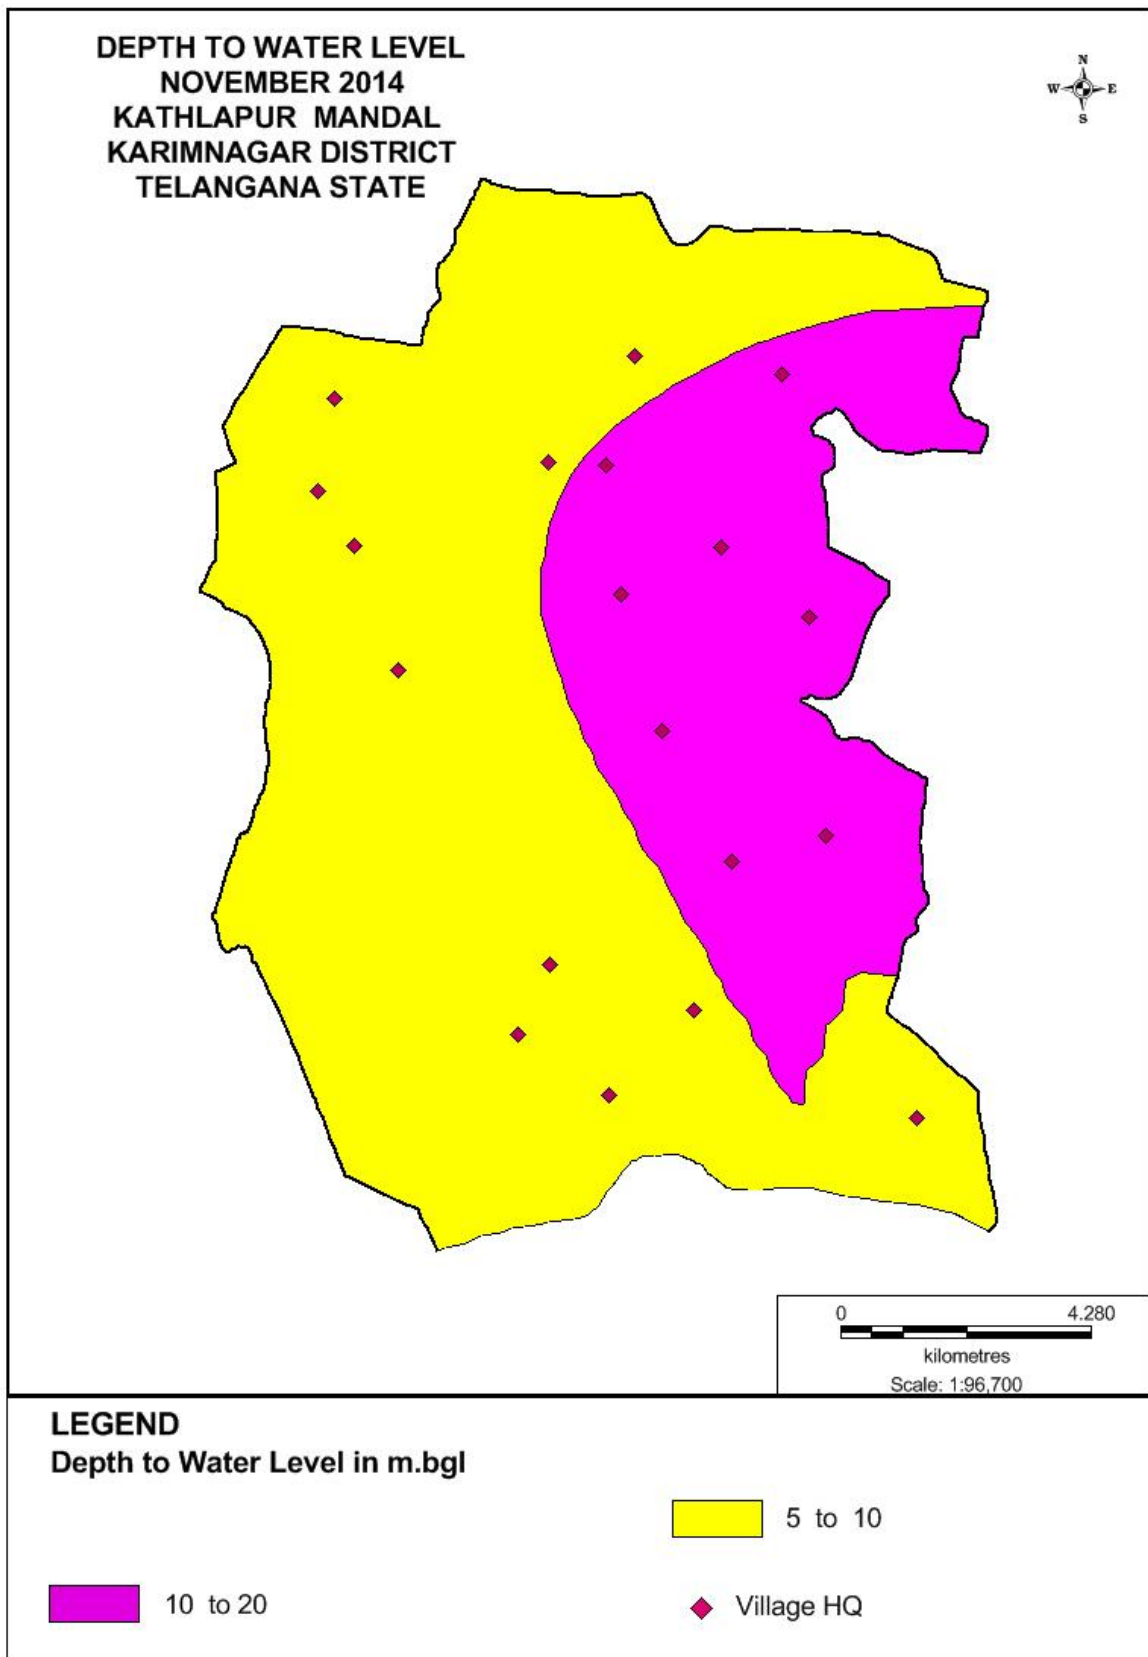 DEPTH TO WATER LEVEL
NOVEMBER 2014
KATHLAPUR MANDAL
KARIMNAGAR DISTRICT
TELANGANA STATE
N
W E
S
0 4.280
kilometres
Scale: 1:96,700
LEGEND
Depth to Water Level in m.bgl
5 to 10
10 to 20
Village HQ